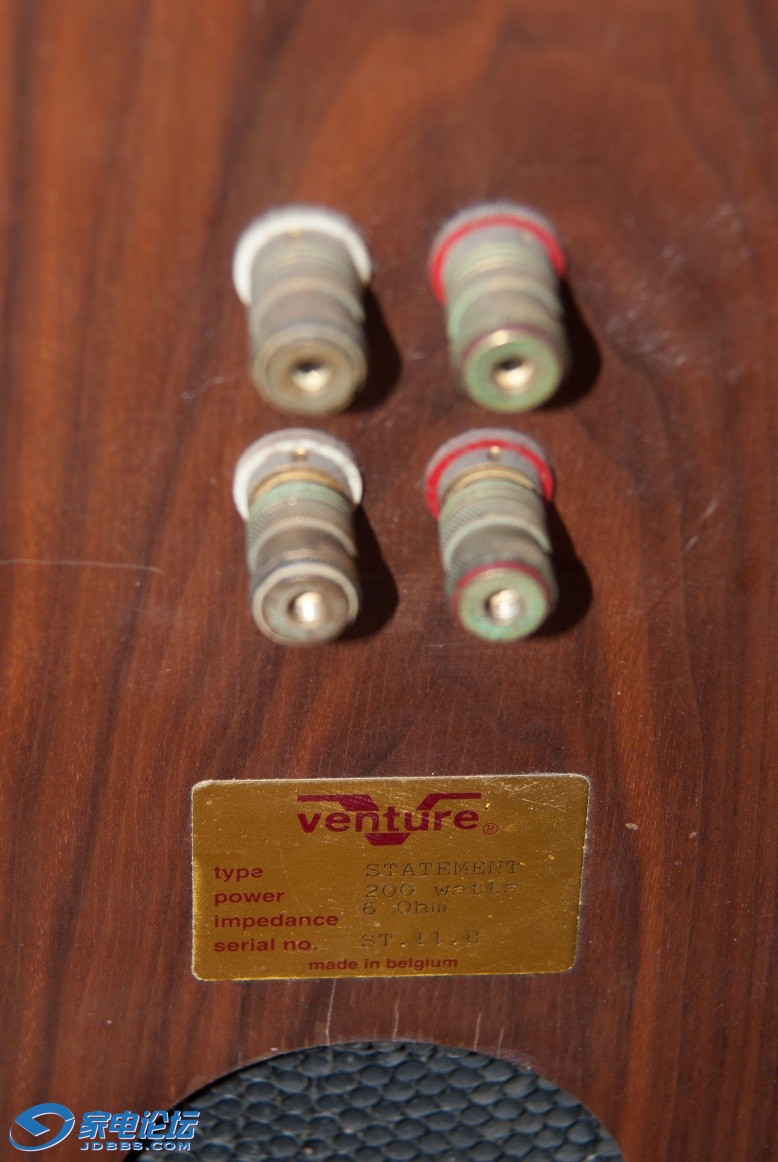 venture®
type STATEMENT
power 200 watts
impedance 6 Ohm
serial no. ST.11.B
made in belgium
家电论坛
JDBBS.COM